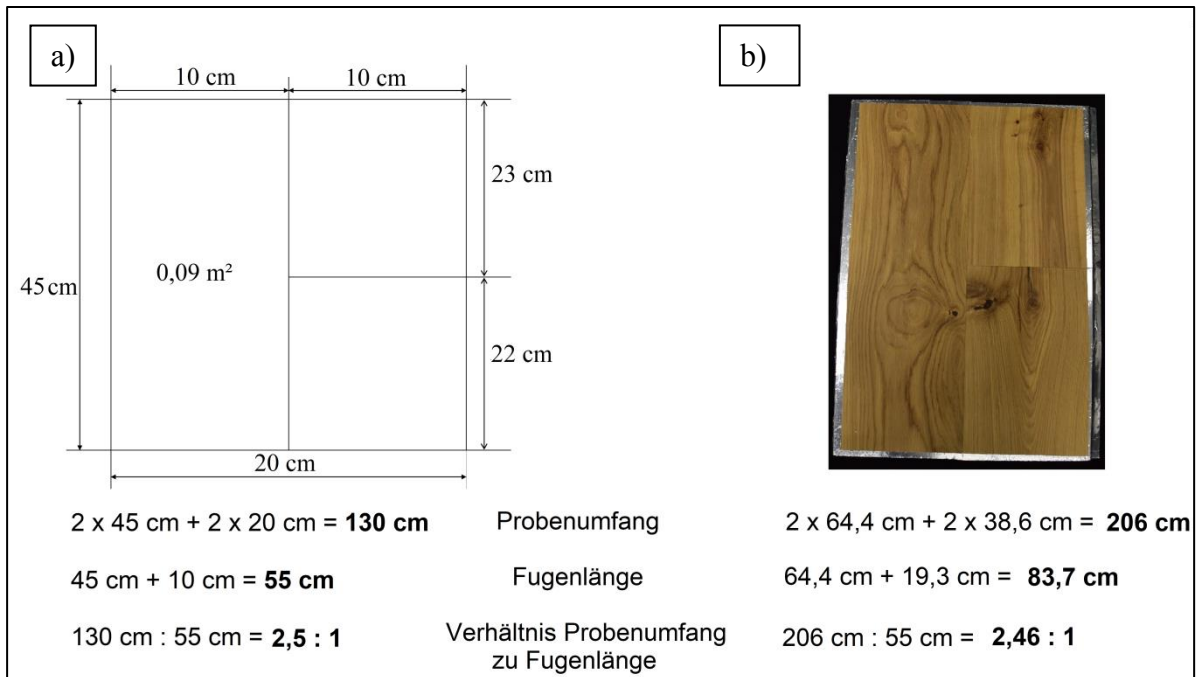 a)
b)
10 cm
10 cm
23 cm
0,09 m²
45 cm
22 cm
20 cm
2 x 45 cm + 2 x 20 cm = 130 cm
Probenumfang
2 x 64,4 cm + 2 x 38,6 cm = 206 cm
45 cm + 10 cm = 55 cm
Fugenlänge
64,4 cm + 19,3 cm = 83,7 cm
130 cm : 55 cm = 2,5 : 1
Verhältnis Probenumfang
zu Fugenlänge
206 cm : 55 cm = 2,46 : 1